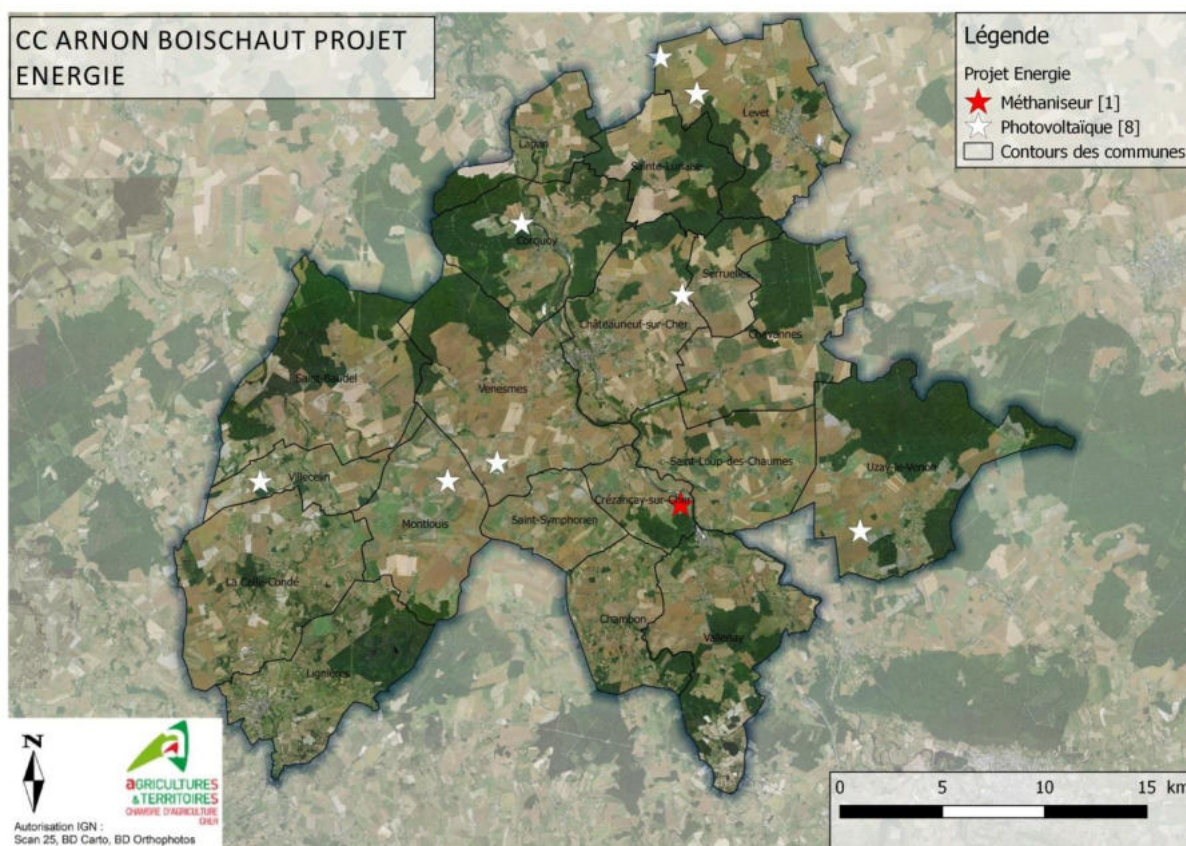 CC ARNON BOISCHAUT PROJET
ENERGIE
Légende
Projet Energie
Méthaniseur [1]
Photovoltaïque [8]
Contours des communes
Levet
Lapan
Sainte-Lunaise
Corquoy
Serruelles
Châteauneuf-sur-Cher
Chavannes
Saint-Baudel
Venesmes
Saint-Loup-des-Chaumes
Uzay-le-Venon
Villecelin
Crézançay-sur-Cher
Montlouis
Saint-Symphorien
La Celle-Condé
Chambon
Vallenay
Lignières
N
AGRICULTURES
& TERRITOIRES
CHAMBRE D'AGRICULTURE
CHER
Autorisation IGN :
Scan 25, BD Carto, BD Orthophotos
0 5 10 15 km